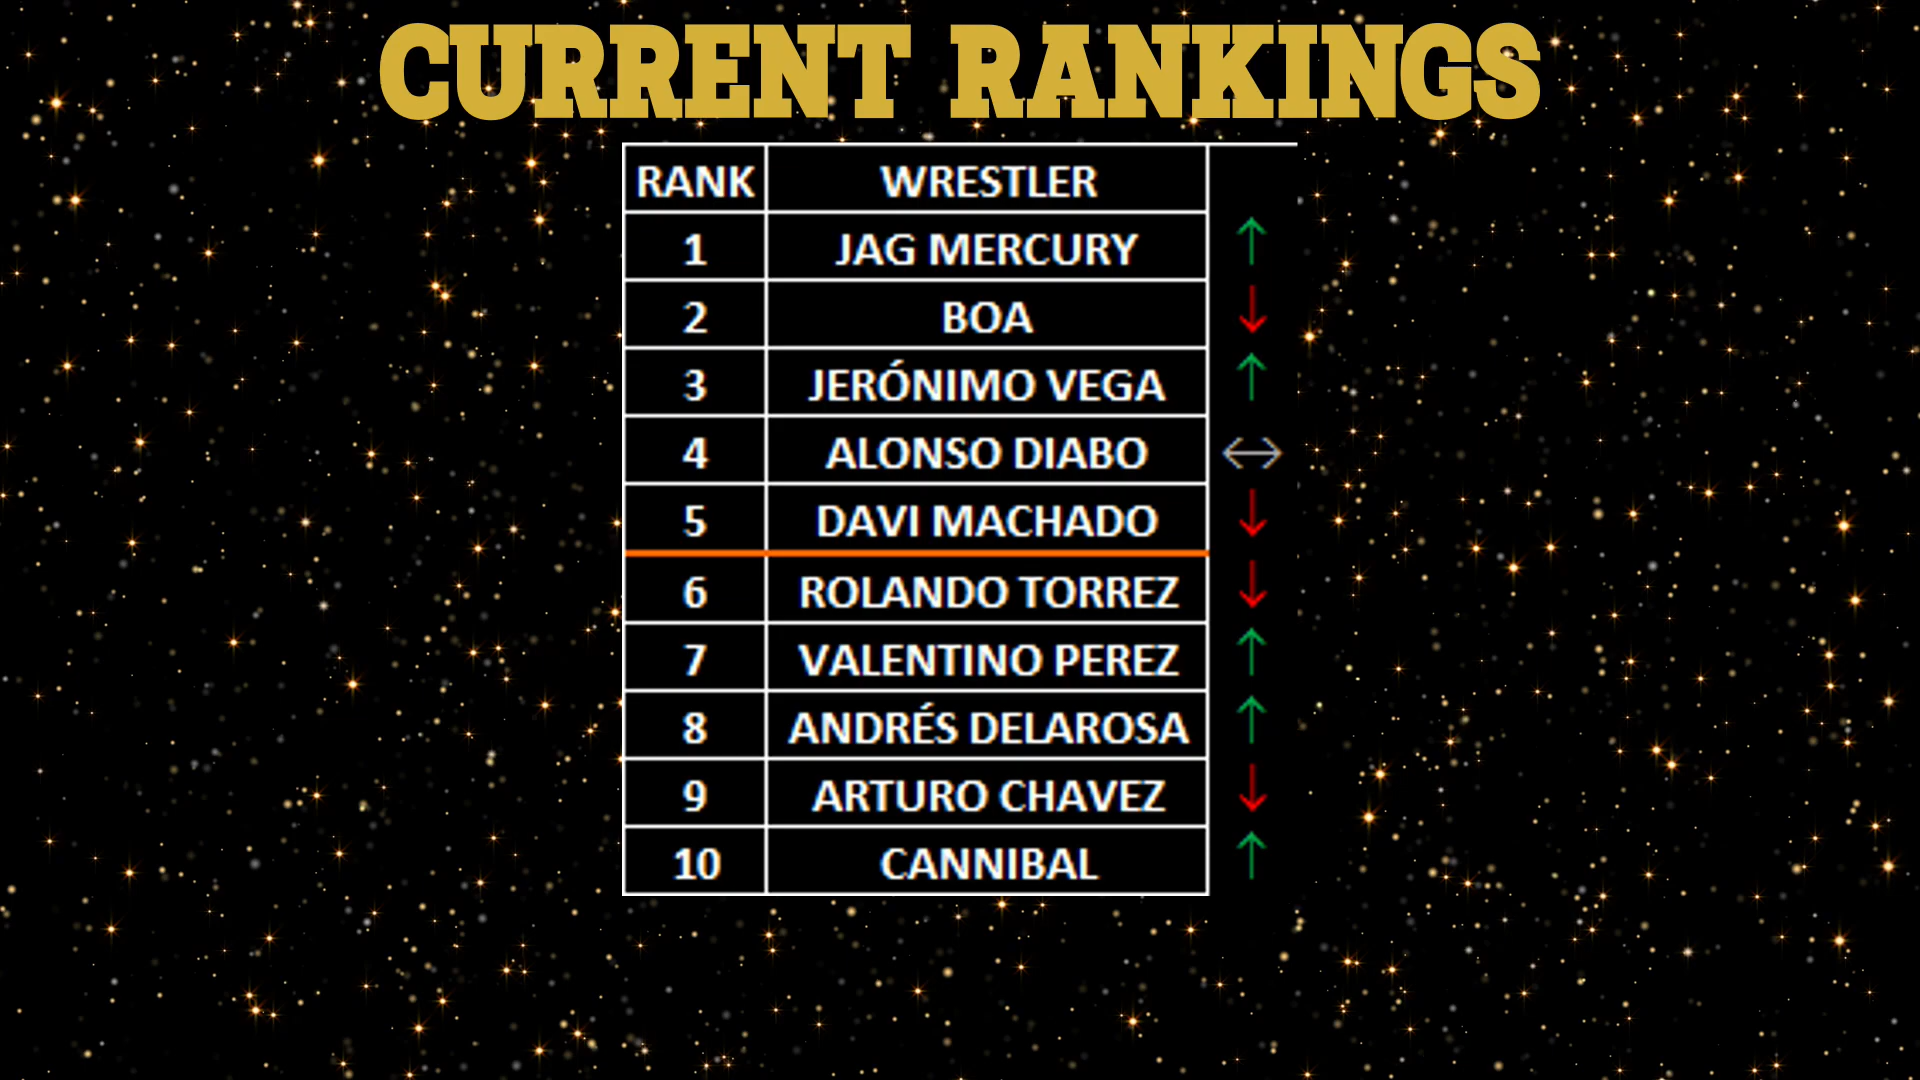 CURRENT RANKINGS
RANK WRESTLER
1 JAG MERCURY ↑
2 BOA ↓
3 JERÓNIMO VEGA ↑
4 ALONSO DIABO ↔
5 DAVI MACHADO ↓
6 ROLANDO TORREZ ↓
7 VALENTINO PEREZ ↑
8 ANDRÉS DELAROSA ↑
9 ARTURO CHAVEZ ↓
10 CANNIBAL ↑